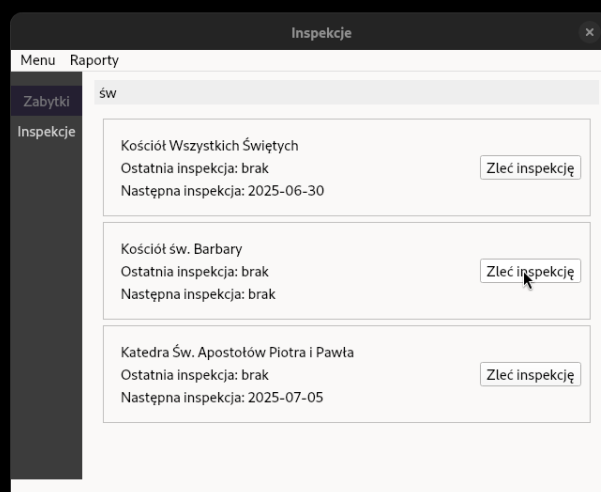 Inspekcje
Menu Raporty
Zabytki
Inspekcje
św
Kościół Wszystkich Świętych
Ostatnia inspekcja: brak
Następna inspekcja: 2025-06-30
Zleć inspekcję
Kościół św. Barbary
Ostatnia inspekcja: brak
Następna inspekcja: brak
Zleć inspekcję
Katedra Św. Apostołów Piotra i Pawła
Ostatnia inspekcja: brak
Następna inspekcja: 2025-07-05
Zleć inspekcję